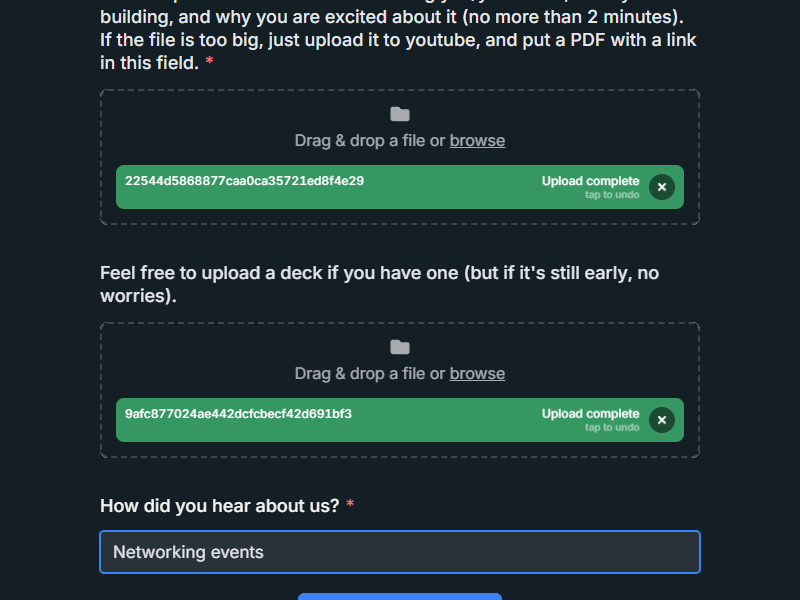 building, and why you are excited about it (no more than 2 minutes).
If the file is too big, just upload it to youtube, and put a PDF with a link
in this field. *
Drag & drop a file or browse
22544d5868877caa0ca35721ed8f4e29
Upload complete
tap to undo
Feel free to upload a deck if you have one (but if it's still early, no
worries).
Drag & drop a file or browse
9afc877024ae442dcfcbecf42d691bf3
Upload complete
tap to undo
How did you hear about us? *
Networking events